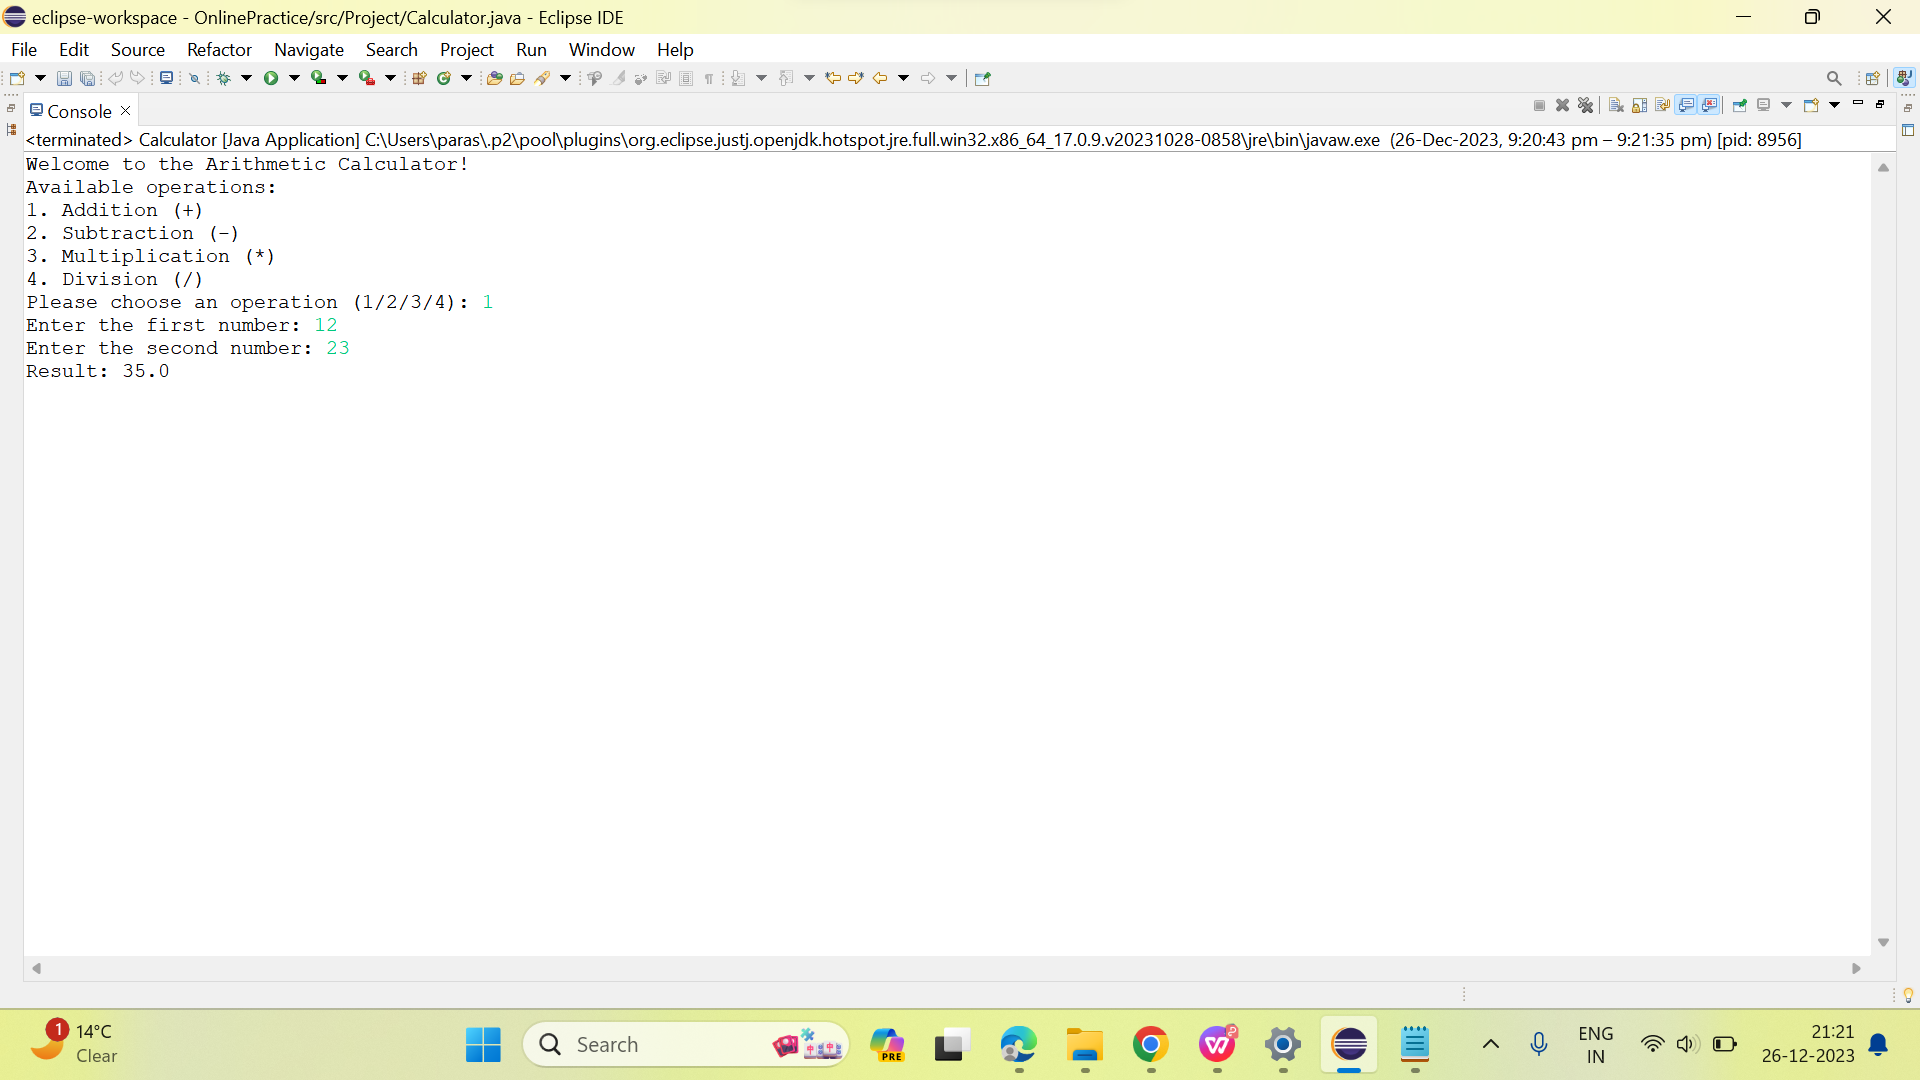 eclipse-workspace - OnlinePractice/src/Project/Calculator.java - Eclipse IDE
File Edit Source Refactor Navigate Search Project Run Window Help
Console
<terminated> Calculator [Java Application] C:\Users\paras\.p2\pool\plugins\org.eclipse.justj.openjdk.hotspot.jre.full.win32.x86_64_17.0.9.v20231028-0858\jre\bin\javaw.exe (26-Dec-2023, 9:20:43 pm – 9:21:35 pm) [pid: 8956]
Welcome to the Arithmetic Calculator!
Available operations:
1. Addition (+)
2. Subtraction (-)
3. Multiplication (*)
4. Division (/)
Please choose an operation (1/2/3/4): 1
Enter the first number: 12
Enter the second number: 23
Result: 35.0
1
14°C
Clear
Search
PRE
ENG
IN
21:21
26-12-2023